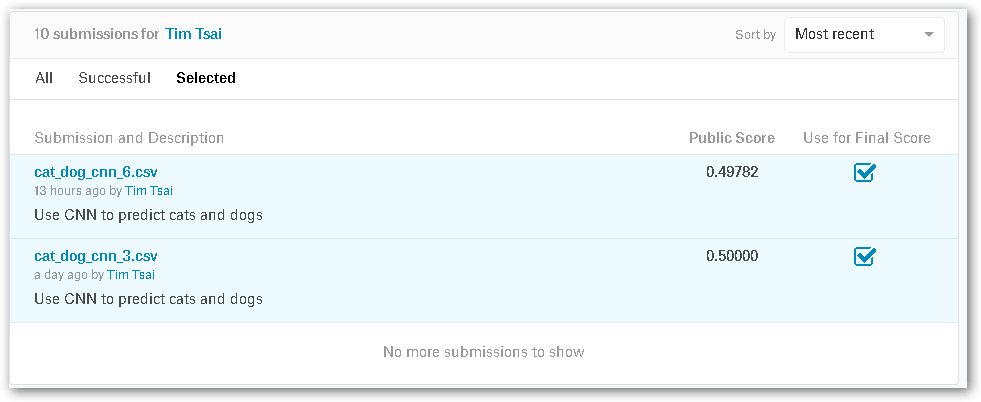 10 submissions for Tim Tsai
Sort by Most recent
All Successful Selected
Submission and Description Public Score Use for Final Score
cat_dog_cnn_6.csv 0.49782
13 hours ago by Tim Tsai
Use CNN to predict cats and dogs
cat_dog_cnn_3.csv 0.50000
a day ago by Tim Tsai
Use CNN to predict cats and dogs
No more submissions to show